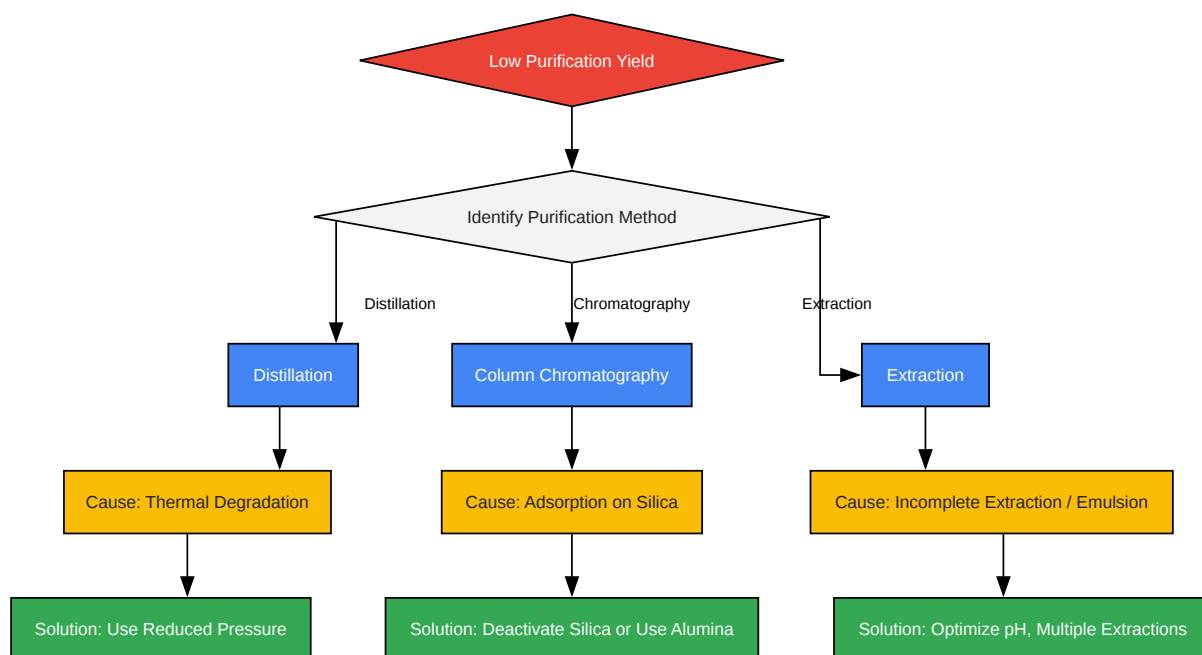 Low Purification Yield
Identify Purification Method
Distillation
Chromatography
Extraction
Distillation
Column Chromatography
Extraction
Cause: Thermal Degradation
Cause: Adsorption on Silica
Cause: Incomplete Extraction / Emulsion
Solution: Use Reduced Pressure
Solution: Deactivate Silica or Use Alumina
Solution: Optimize pH, Multiple Extractions